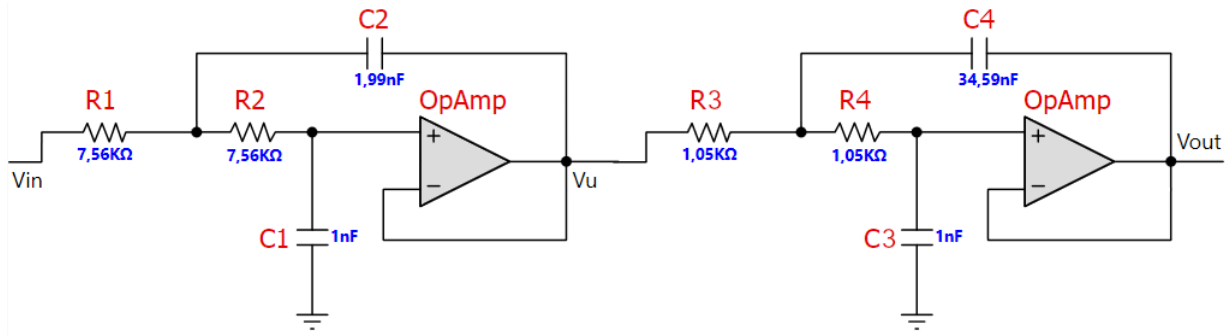 C2
1,99nF
R1
7,56KΩ
R2
7,56KΩ
OpAmp
+
−
Vin
C1
1nF
Vu
C4
34,59nF
R3
1,05KΩ
R4
1,05KΩ
OpAmp
+
−
Vout
C3
1nF